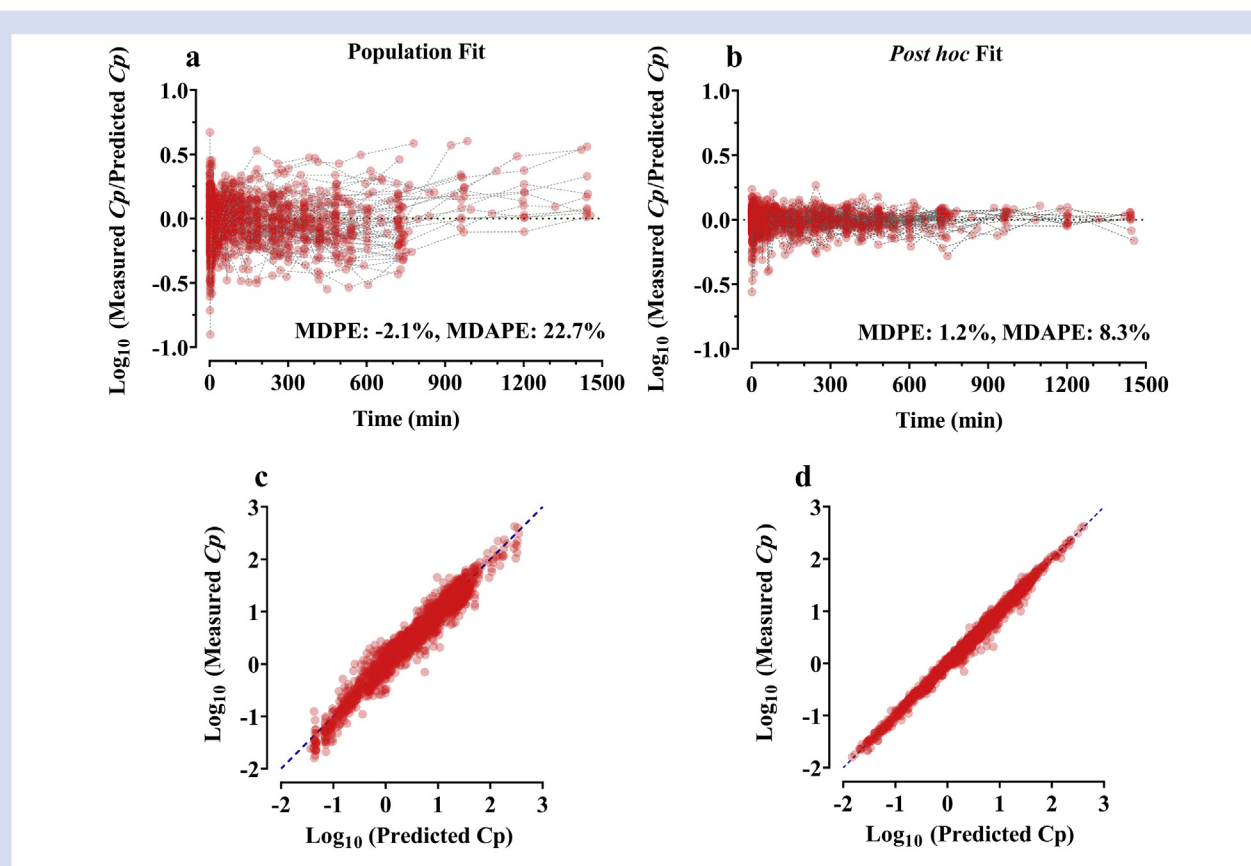 a
Population Fit
Log10 (Measured Cp/Predicted Cp)
1.0
0.5
0.0
-0.5
-1.0
MDPE: -2.1%, MDAPE: 22.7%
0 300 600 900 1200 1500
Time (min)
b
Post hoc Fit
Log10 (Measured Cp/Predicted Cp)
1.0
0.5
0.0
-0.5
-1.0
MDPE: 1.2%, MDAPE: 8.3%
0 300 600 900 1200 1500
Time (min)
c
Log10 (Measured Cp)
3
2
1
0
-1
-2
-2 -1 0 1 2 3
Log10 (Predicted Cp)
d
Log10 (Measured Cp)
3
2
1
0
-1
-2
-2 -1 0 1 2 3
Log10 (Predicted Cp)